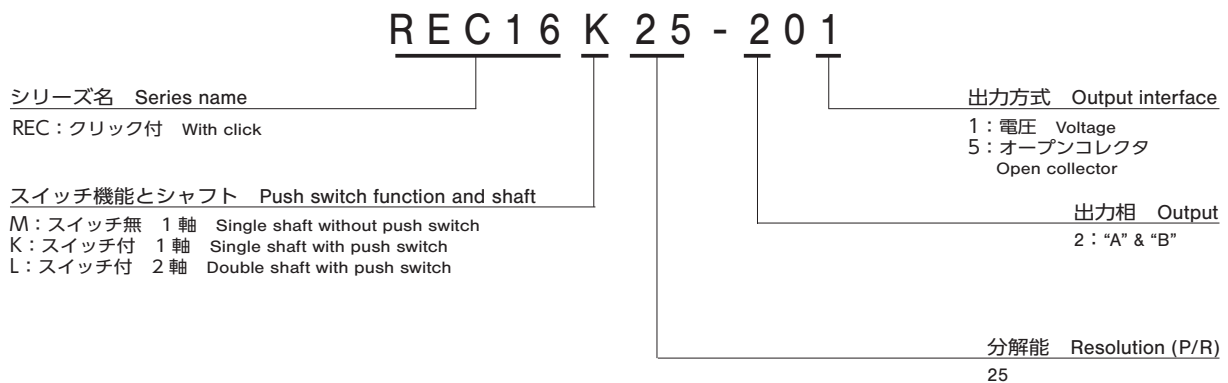 REC16K25-201
シリーズ名 Series name
REC：クリック付 With click
スイッチ機能とシャフト Push switch function and shaft
M：スイッチ無 1軸 Single shaft without push switch
K：スイッチ付 1軸 Single shaft with push switch
L：スイッチ付 2軸 Double shaft with push switch
出力方式 Output interface
1：電圧 Voltage
5：オープンコレクタ
Open collector
出力相 Output
2：“A” & “B”
分解能 Resolution (P/R)
25